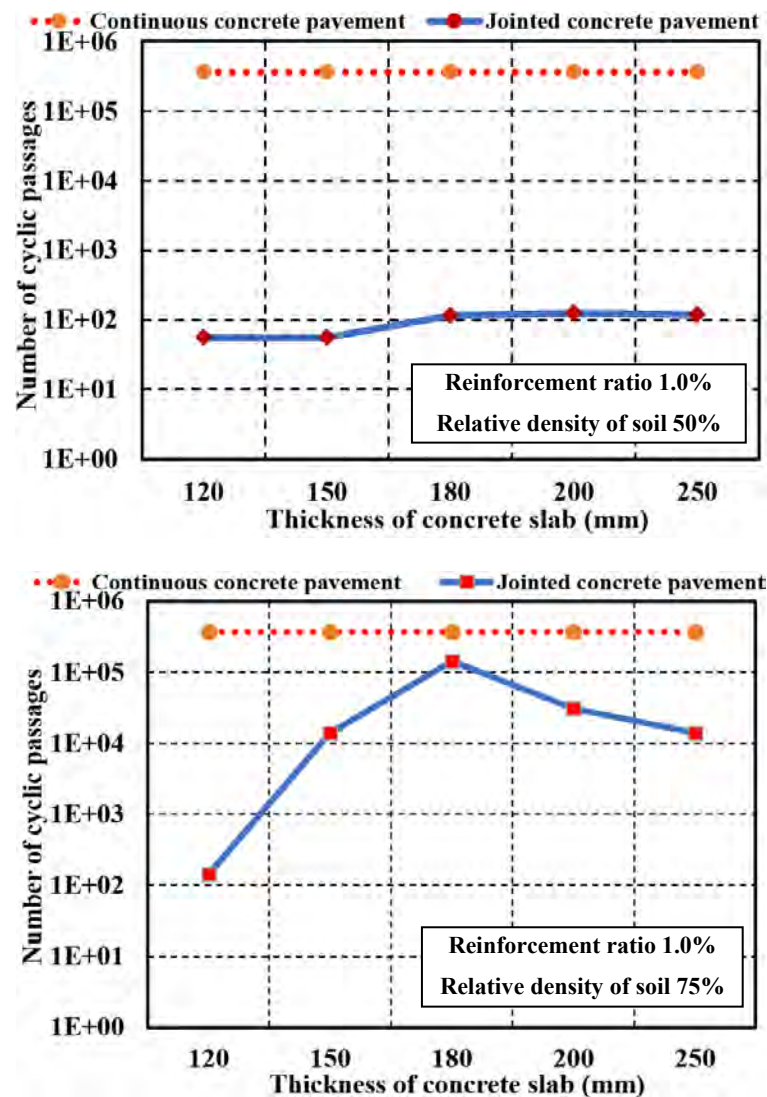 Continuous concrete pavement Jointed concrete pavement
1E+06
1E+05
1E+04
1E+03
1E+02
1E+01
1E+00
Number of cyclic passages
Reinforcement ratio 1.0%
Relative density of soil 50%
120 150 180 200 250
Thickness of concrete slab (mm)
Continuous concrete pavement Jointed concrete pavement
1E+06
1E+05
1E+04
1E+03
1E+02
1E+01
1E+00
Number of cyclic passages
Reinforcement ratio 1.0%
Relative density of soil 75%
120 150 180 200 250
Thickness of concrete slab (mm)